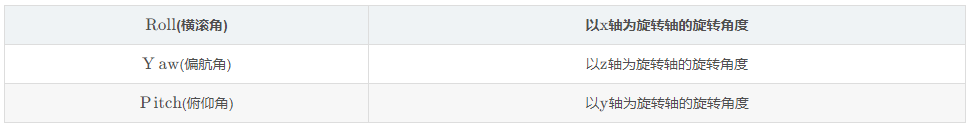 Roll(横滚角) 以x轴为旋转轴的旋转角度
Y aw(偏航角) 以z轴为旋转轴的旋转角度
Pitch(俯仰角) 以y轴为旋转轴的旋转角度